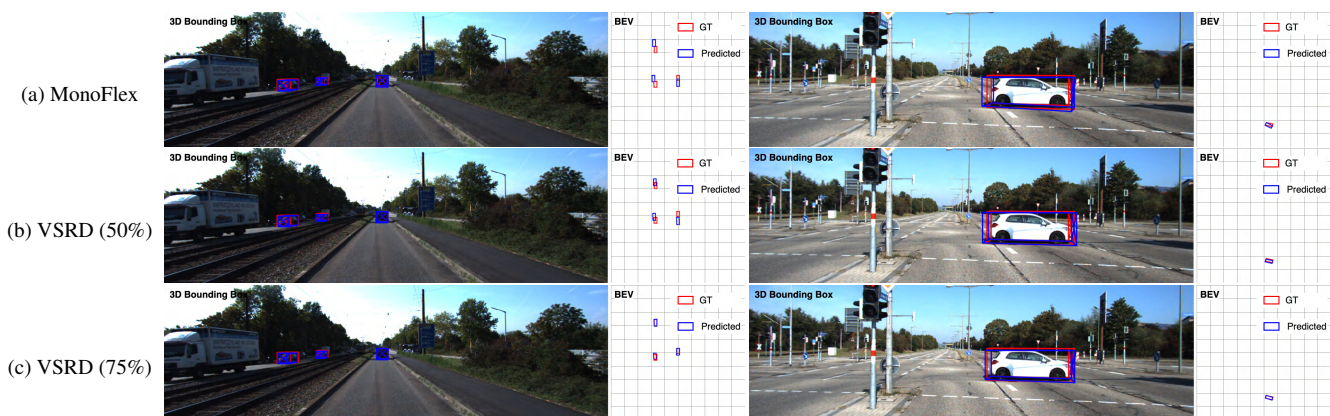 (a) MonoFlex
3D Bounding Box
BEV
GT
Predicted
3D Bounding Box
BEV
GT
Predicted
(b) VSRD (50%)
3D Bounding Box
BEV
GT
Predicted
3D Bounding Box
BEV
GT
Predicted
(c) VSRD (75%)
3D Bounding Box
BEV
GT
Predicted
3D Bounding Box
BEV
GT
Predicted